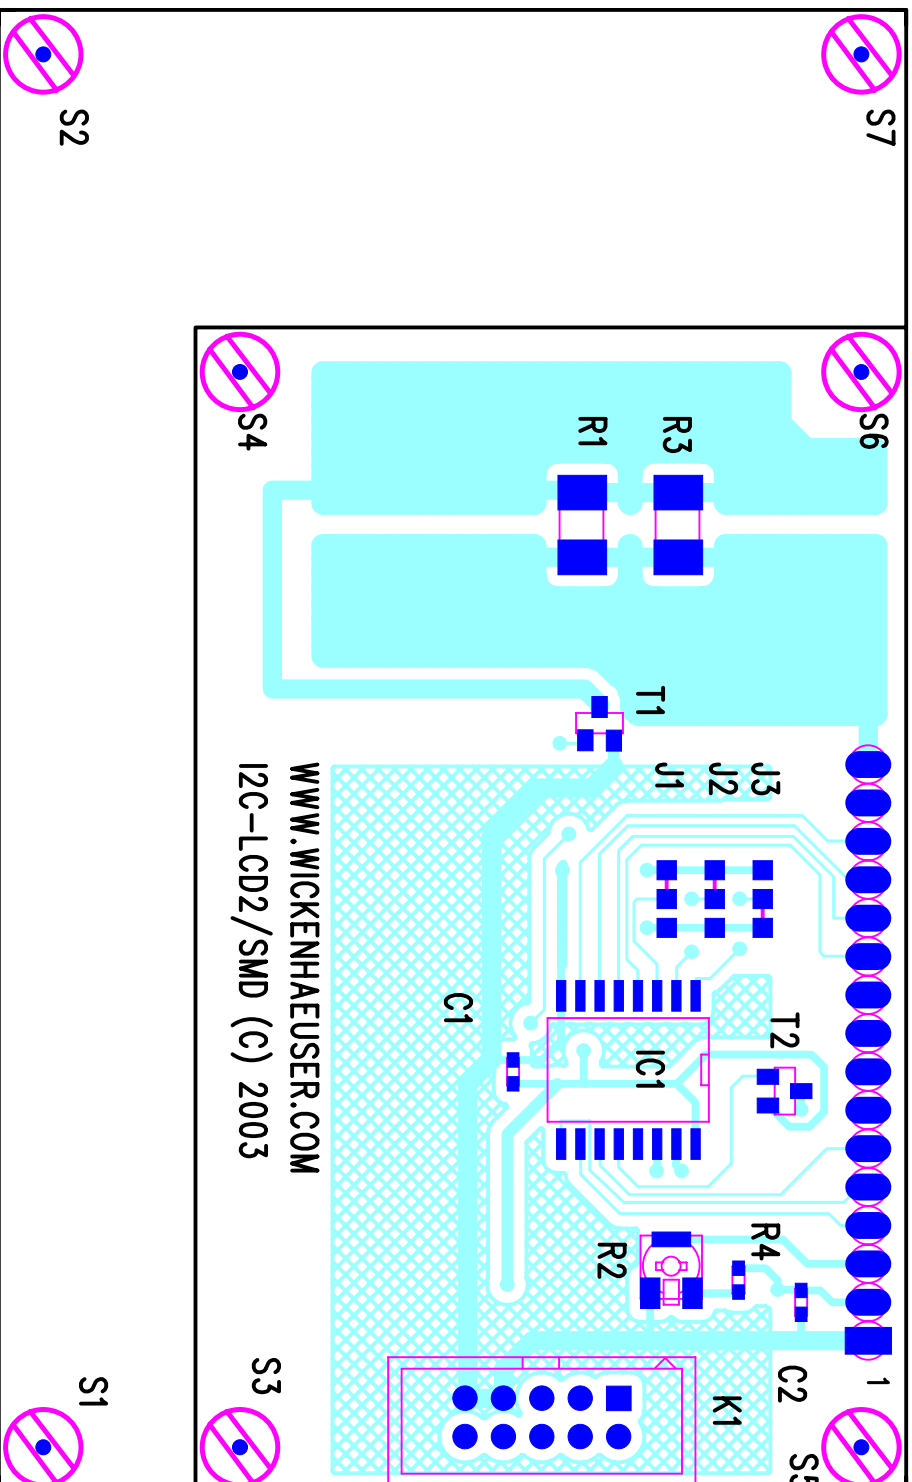 S2
S7
S4
S6
R1
R3
T1
J1
J2
J3
WWW.WICKENHAEUSER.COM
I2C-LCD2/SMD (C) 2003
C1
IC1
T2
R2
R4
C2
1
K1
S1
S3
S5